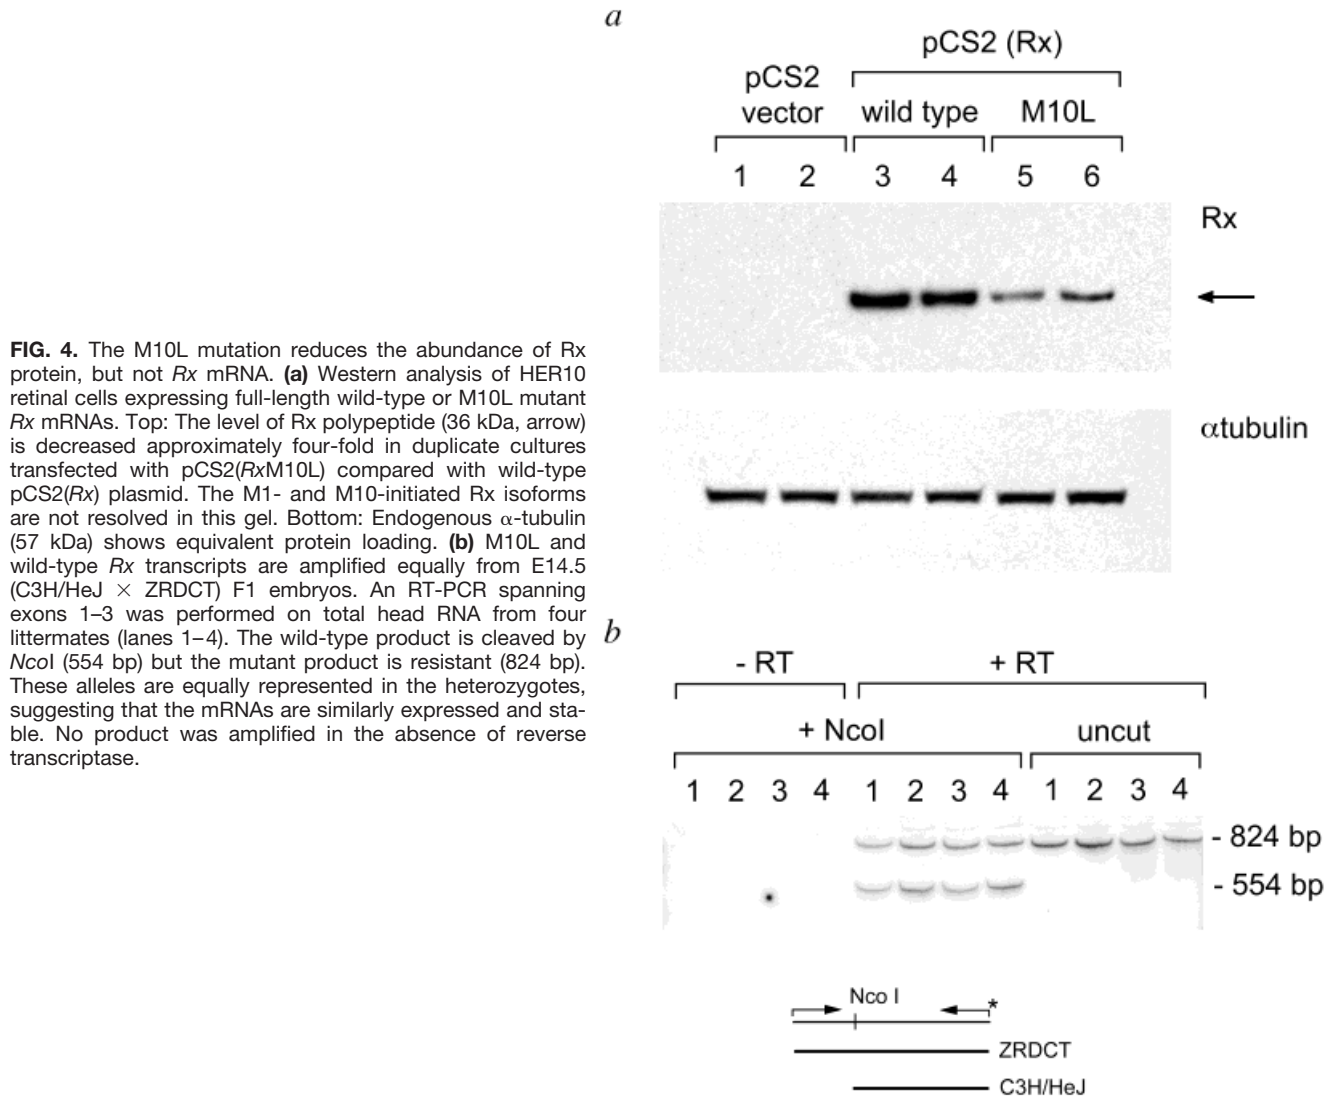 FIG. 4. The M10L mutation reduces the abundance of Rx
protein, but not Rx mRNA. (a) Western analysis of HER10
retinal cells expressing full-length wild-type or M10L mutant
Rx mRNAs. Top: The level of Rx polypeptide (36 kDa, arrow)
is decreased approximately four-fold in duplicate cultures
transfected with pCS2(RxM10L) compared with wild-type
pCS2(Rx) plasmid. The M1- and M10-initiated Rx isoforms
are not resolved in this gel. Bottom: Endogenous α-tubulin
(57 kDa) shows equivalent protein loading. (b) M10L and
wild-type Rx transcripts are amplified equally from E14.5
(C3H/HeJ × ZRDCT) F1 embryos. An RT-PCR spanning
exons 1–3 was performed on total head RNA from four
littermates (lanes 1–4). The wild-type product is cleaved by
NcoI (554 bp) but the mutant product is resistant (824 bp).
These alleles are equally represented in the heterozygotes,
suggesting that the mRNAs are similarly expressed and sta-
ble. No product was amplified in the absence of reverse
transcriptase.
a
pCS2 (Rx)
pCS2
vector
wild type M10L
1 2 3 4 5 6
Rx
αtubulin
b
- RT + RT
+ NcoI uncut
1 2 3 4 1 2 3 4 1 2 3 4
- 824 bp
- 554 bp
Nco I *
ZRDCT
C3H/HeJ